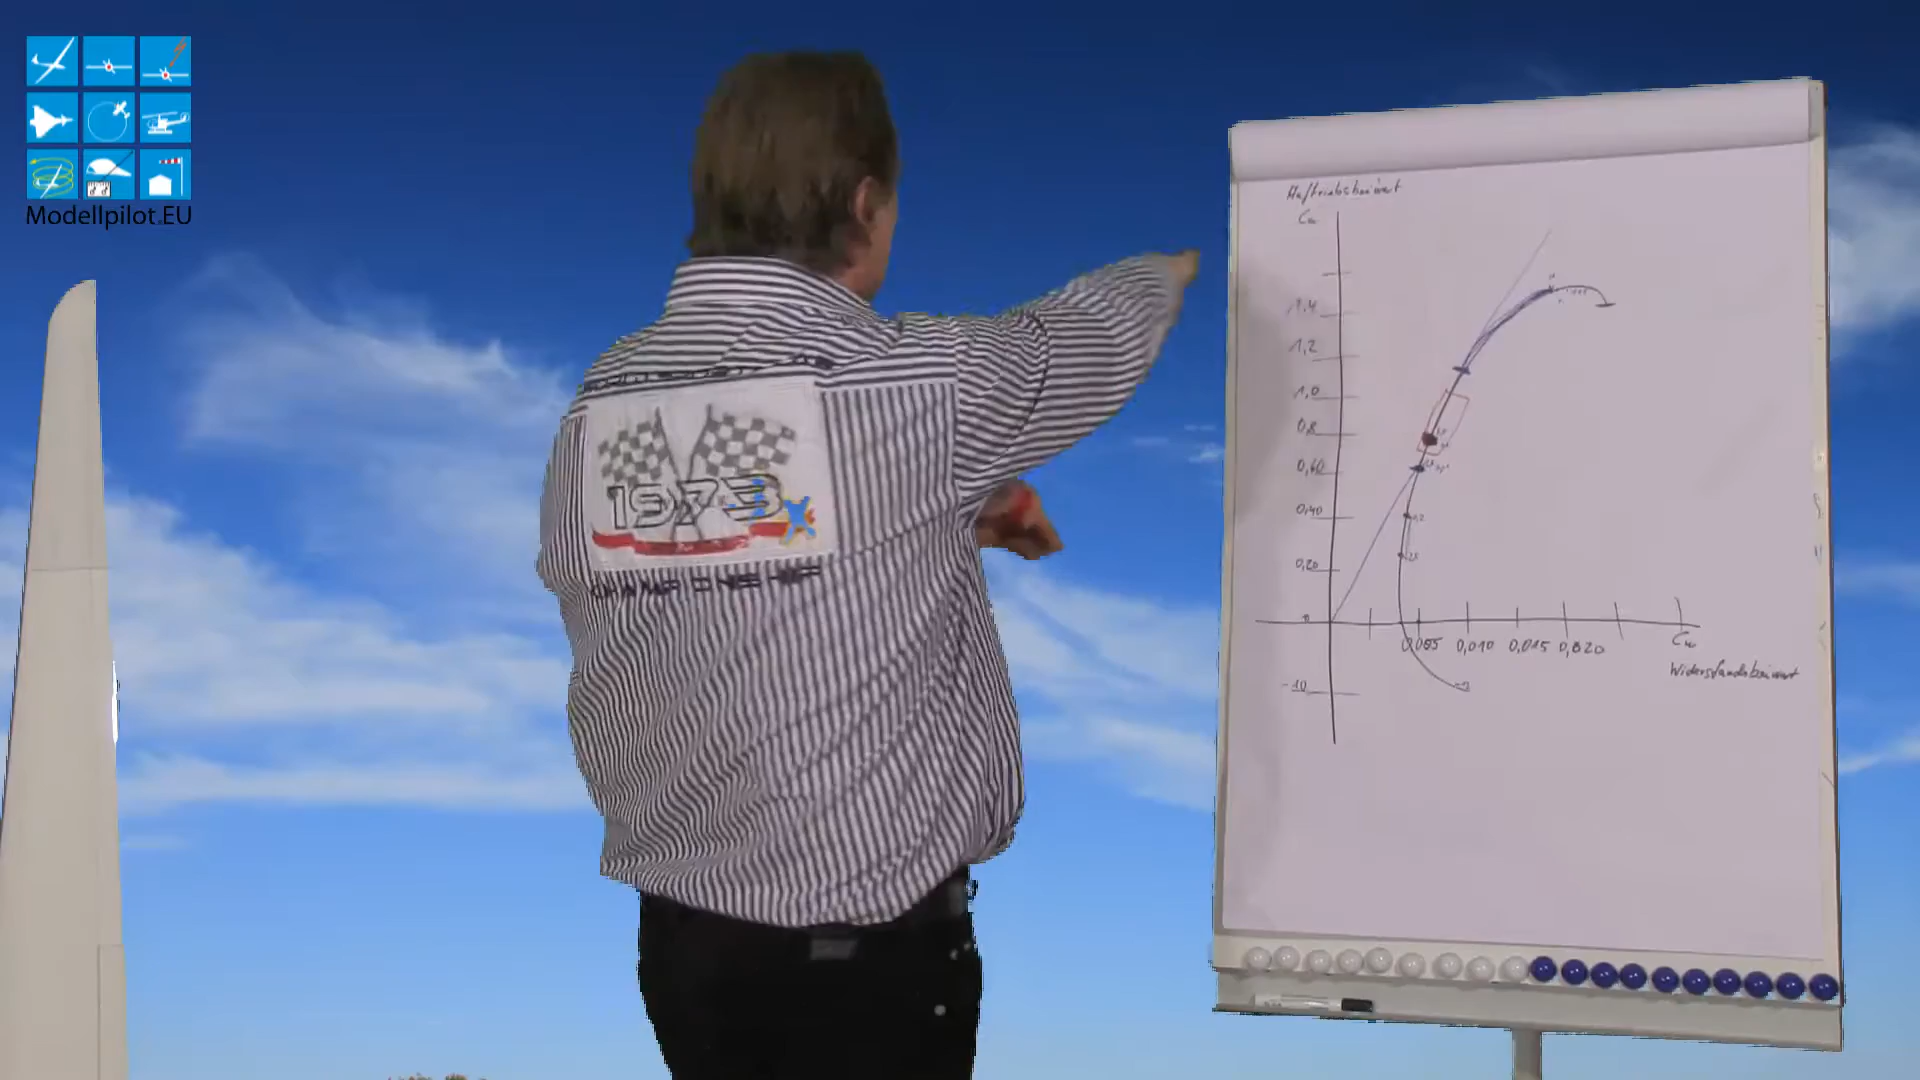 Modellpilot.EU
1973
CHAMPIONSHIP
Auftriebsbeiwert
Ca
1,4
1,2
1,0
0,8
0,60
0,40
0,20
0
0,005 0,010 0,015 0,020
Cw
Widerstandsbeiwert
-10